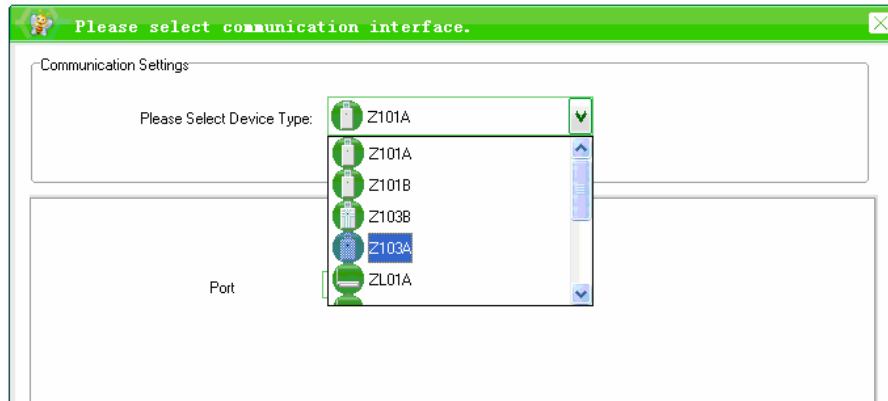 Please select communication interface.
Communication Settings
Please Select Device Type: Z101A
Z101A
Z101B
Z103B
Z103A
ZL01A
Port